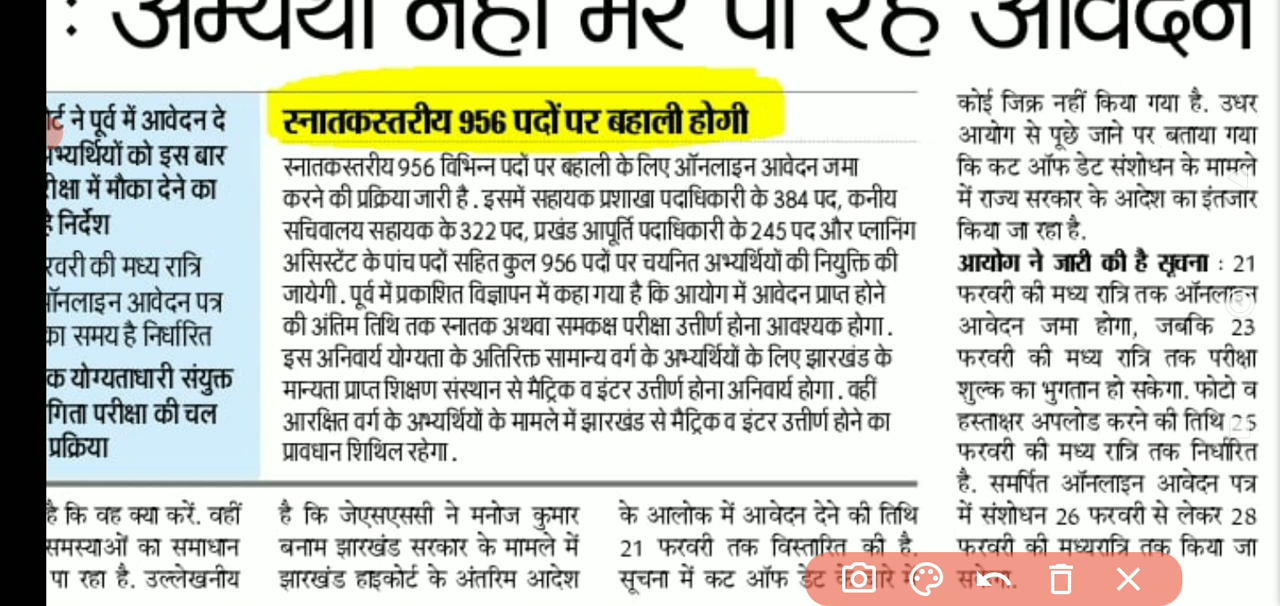 : अभ्यर्थी नहीं भर पा रहे आवेदन
ने पूर्व में आवेदन दे
अभ्यर्थियों को इस बार
में मौका देने का
निर्देश
की मध्य रात्रि
आवेदन पत्र
समय है निर्धारित
योग्यताधारी संयुक्त
परीक्षा की चल
प्रक्रिया
स्नातकस्तरीय 956 पदों पर बहाली होगी
स्नातकस्तरीय 956 विभिन्न पदों पर बहाली के लिए ऑनलाइन आवेदन जमा
करने की प्रक्रिया जारी है. इसमें सहायक प्रशाखा पदाधिकारी के 384 पद, कनीय
सचिवालय सहायक के 322 पद, प्रखंड आपूर्ति पदाधिकारी के 245 पद और प्लानिंग
असिस्टेंट के पांच पदों सहित कुल 956 पदों पर चयनित अभ्यर्थियों की नियुक्ति की
जायेगी. पूर्व में प्रकाशित विज्ञापन में कहा गया है कि आयोग में आवेदन प्राप्त होने
की अंतिम तिथि तक स्नातक अथवा समकक्ष परीक्षा उत्तीर्ण होना आवश्यक होगा.
इस अनिवार्य योग्यता के अतिरिक्त सामान्य वर्ग के अभ्यर्थियों के लिए झारखंड के
मान्यता प्राप्त शिक्षण संस्थान से मैट्रिक व इंटर उत्तीर्ण होना अनिवार्य होगा. वहीं
आरक्षित वर्ग के अभ्यर्थियों के मामले में झारखंड से मैट्रिक व इंटर उत्तीर्ण होने का
प्रावधान शिथिल रहेगा.
है कि वह क्या करें. वहीं
समस्याओं का समाधान
पा रहा है. उल्लेखनीय
है कि जेएसएससी ने मनोज कुमार
बनाम झारखंड सरकार के मामले में
झारखंड हाइकोर्ट के अंतरिम आदेश
के आलोक में आवेदन देने की तिथि
21 फरवरी तक विस्तारित की है.
सूचना में कट ऑफ डेट के बारे में
कोई जिक्र नहीं किया गया है. उधर
आयोग से पूछे जाने पर बताया गया
कि कट ऑफ डेट संशोधन के मामले
में राज्य सरकार के आदेश का इंतजार
किया जा रहा है.
आयोग ने जारी की है सूचना : 21
फरवरी की मध्य रात्रि तक ऑनलाइन
आवेदन जमा होगा, जबकि 23
फरवरी की मध्य रात्रि तक परीक्षा
शुल्क का भुगतान हो सकेगा. फोटो व
हस्ताक्षर अपलोड करने की तिथि 25
फरवरी की मध्य रात्रि तक निर्धारित
है. समर्पित ऑनलाइन आवेदन पत्र
में संशोधन 26 फरवरी से लेकर 28
फरवरी की मध्यरात्रि तक किया जा
सकेगा.